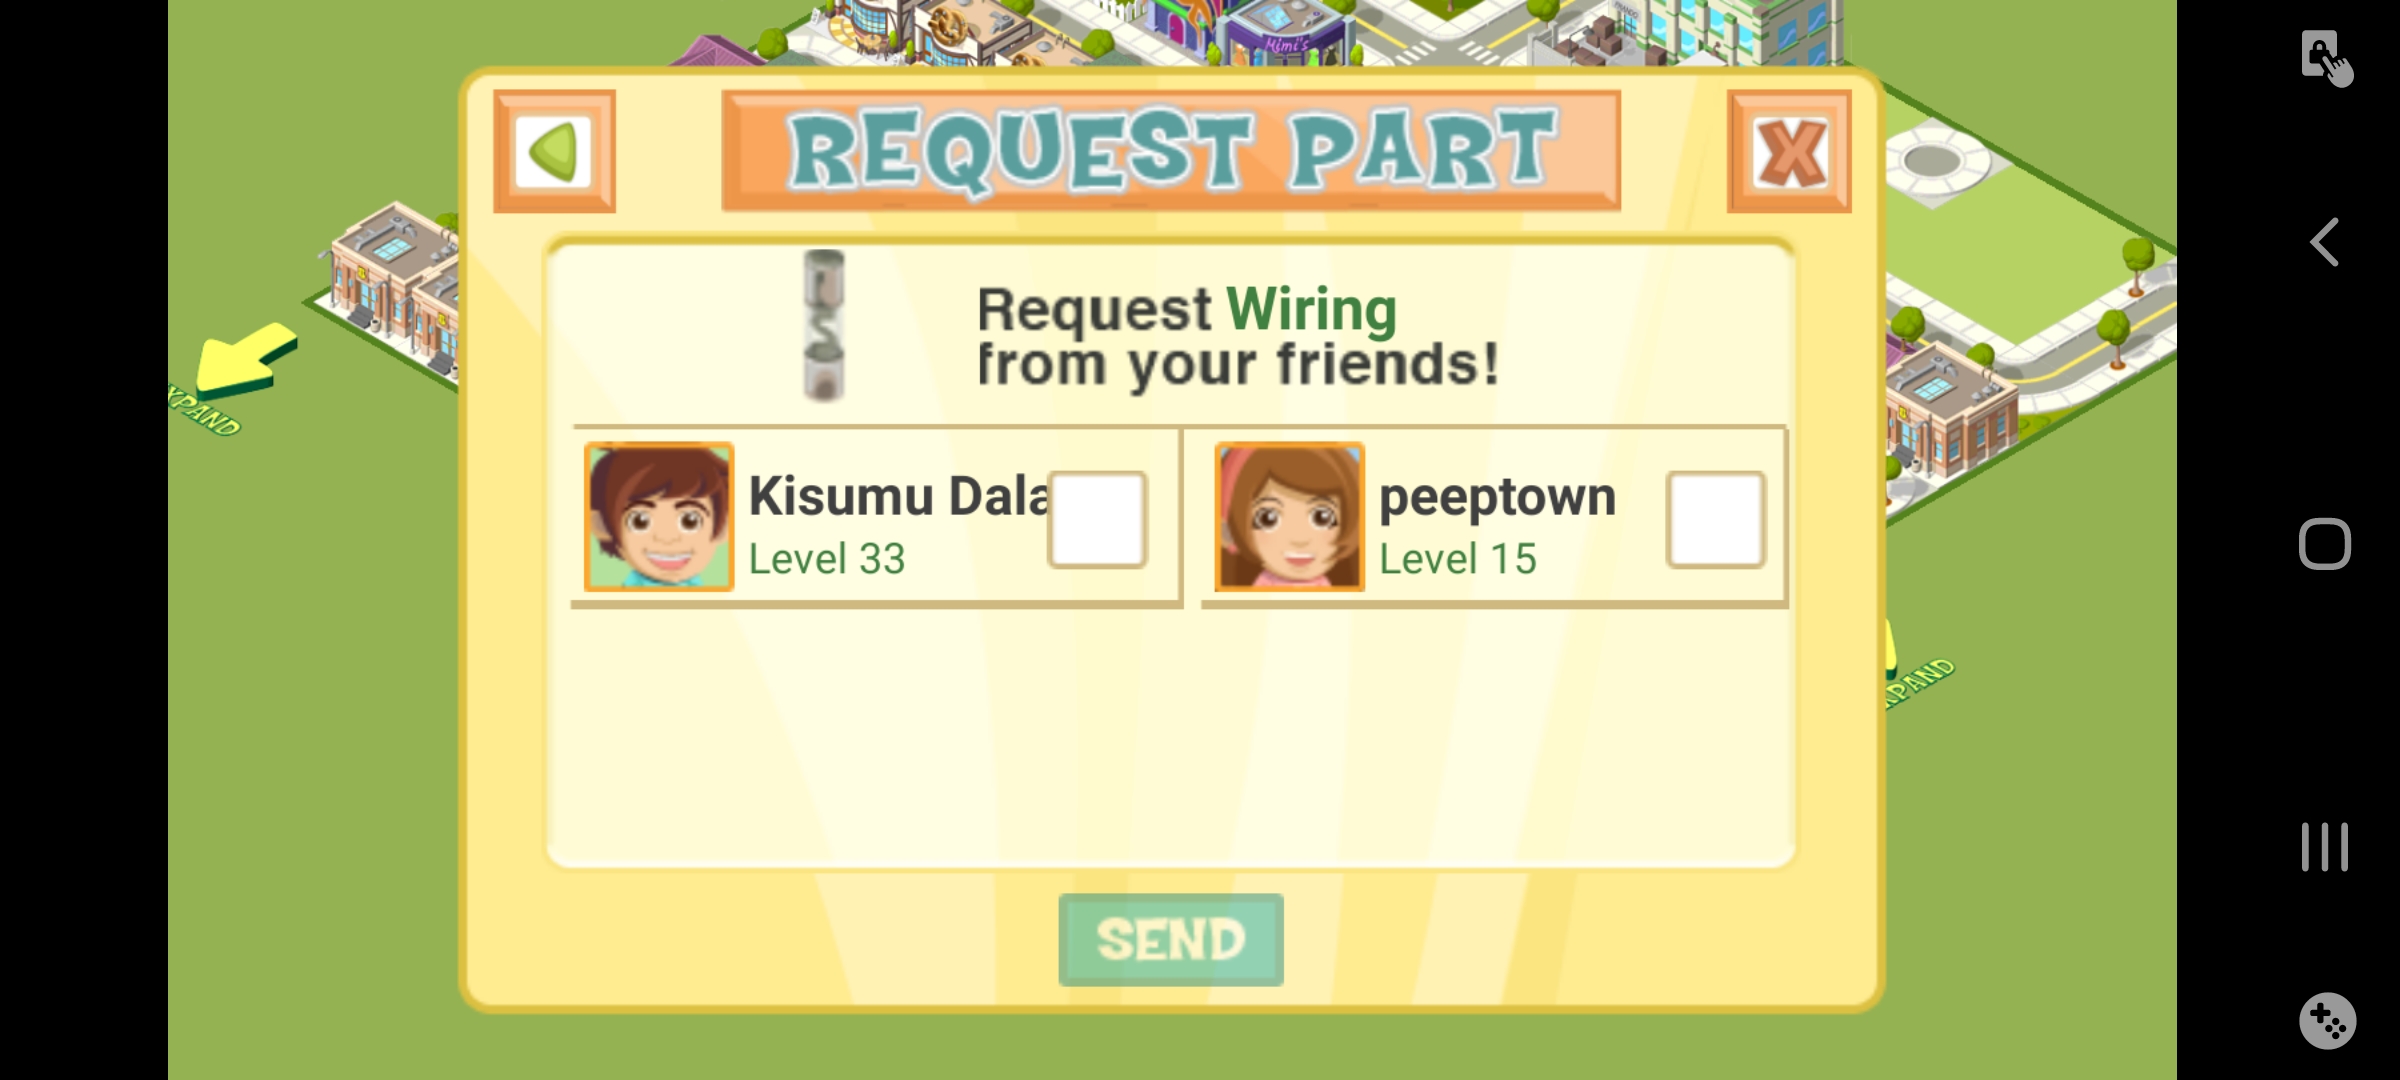 Mimi's
REQUEST PART
Request Wiring
from your friends!
Kisumu Dala
Level 33
peeptown
Level 15
XPAND
XPAND
SEND